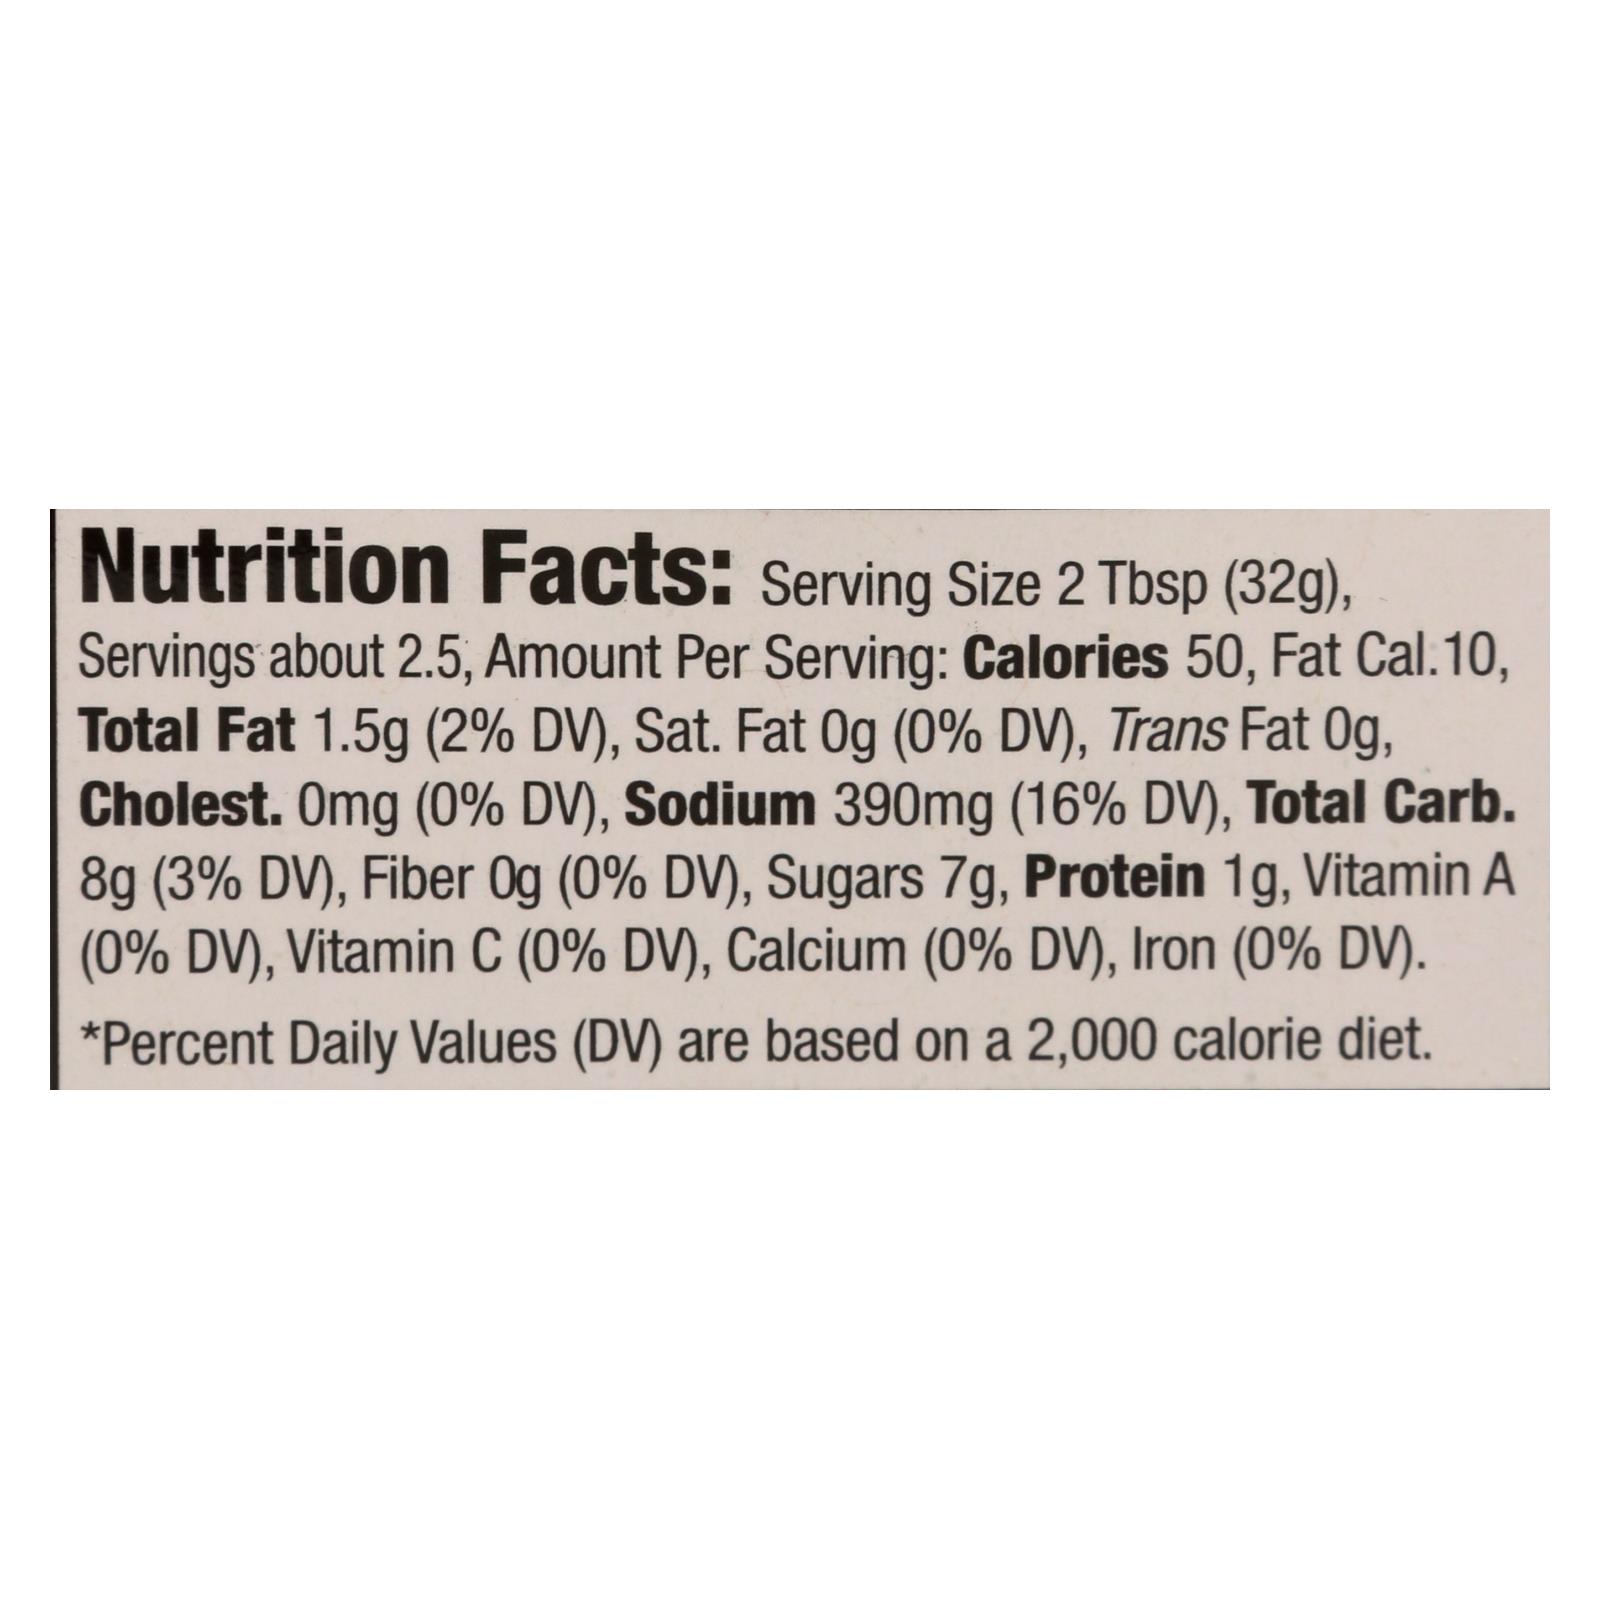 Nutrition Facts: Serving Size 2 Tbsp (32g),
Servings about 2.5, Amount Per Serving: Calories 50, Fat Cal.10,
Total Fat 1.5g (2% DV), Sat. Fat 0g (0% DV), Trans Fat 0g,
Cholest. 0mg (0% DV), Sodium 390mg (16% DV), Total Carb.
8g (3% DV), Fiber 0g (0% DV), Sugars 7g, Protein 1g, Vitamin A
(0% DV), Vitamin C (0% DV), Calcium (0% DV), Iron (0% DV).
*Percent Daily Values (DV) are based on a 2,000 calorie diet.